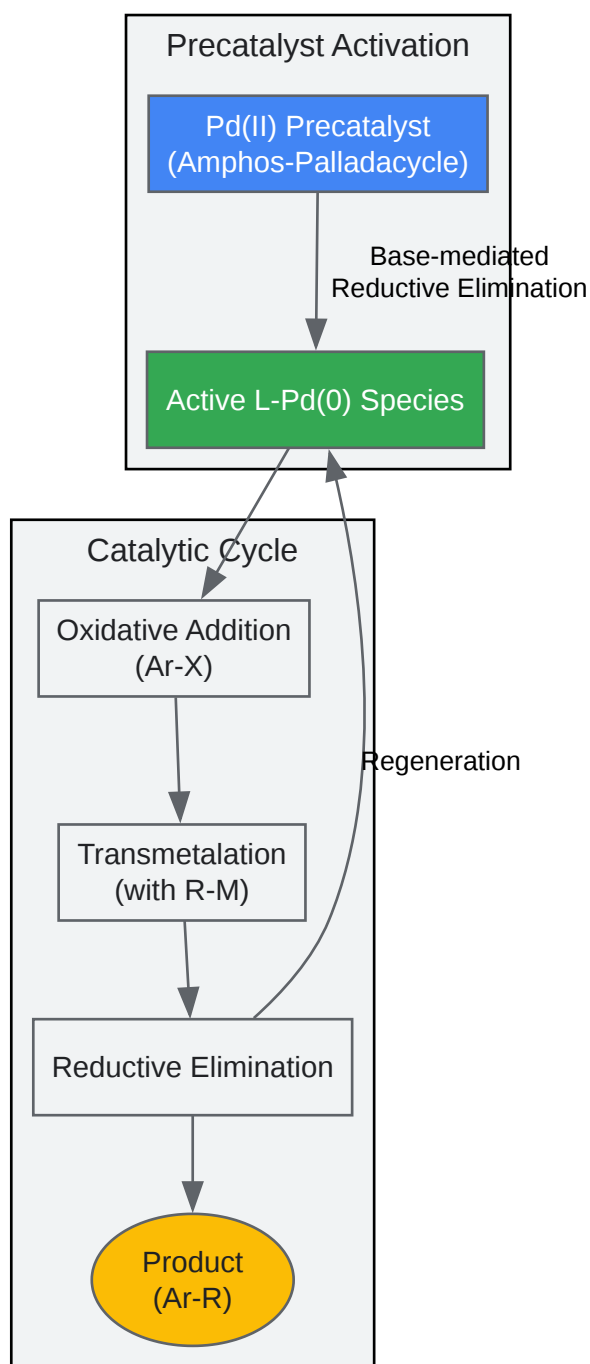 Precatalyst Activation
Pd(II) Precatalyst
(Amphos-Palladacycle)
Base-mediated
Reductive Elimination
Active L-Pd(0) Species
Catalytic Cycle
Oxidative Addition
(Ar-X)
Regeneration
Transmetalation
(with R-M)
Reductive Elimination
Product
(Ar-R)